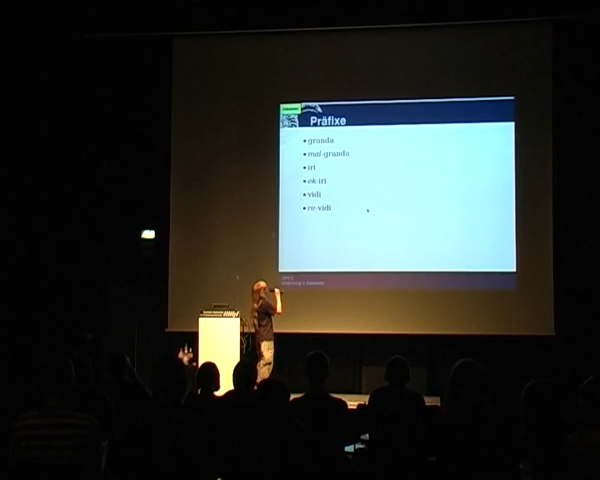 Präfixe
granda
mal-granda
iri
ek-iri
vidi
re-vidi